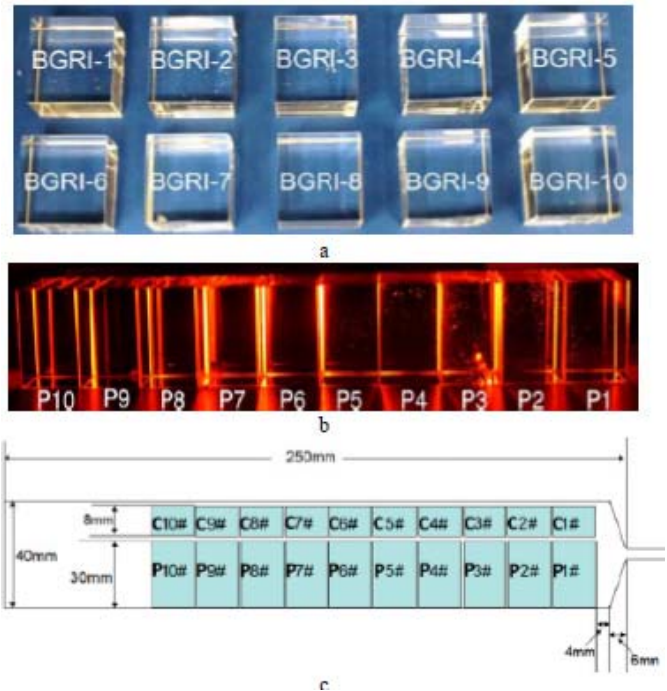 BGRI-1 BGRI-2 BGRI-3 BGRI-4 BGRI-5
BGRI-6 BGRI-7 BGRI-8 BGRI-9 BGRI-10
a
P10 P9 P8 P7 P6 P5 P4 P3 P2 P1
b
250mm
8mm C10# C9# C8# C7# C6# C5# C4# C3# C2# C1#
40mm
30mm P10# P9# P8# P7# P6# P5# P4# P3# P2# P1#
4mm
6mm
c